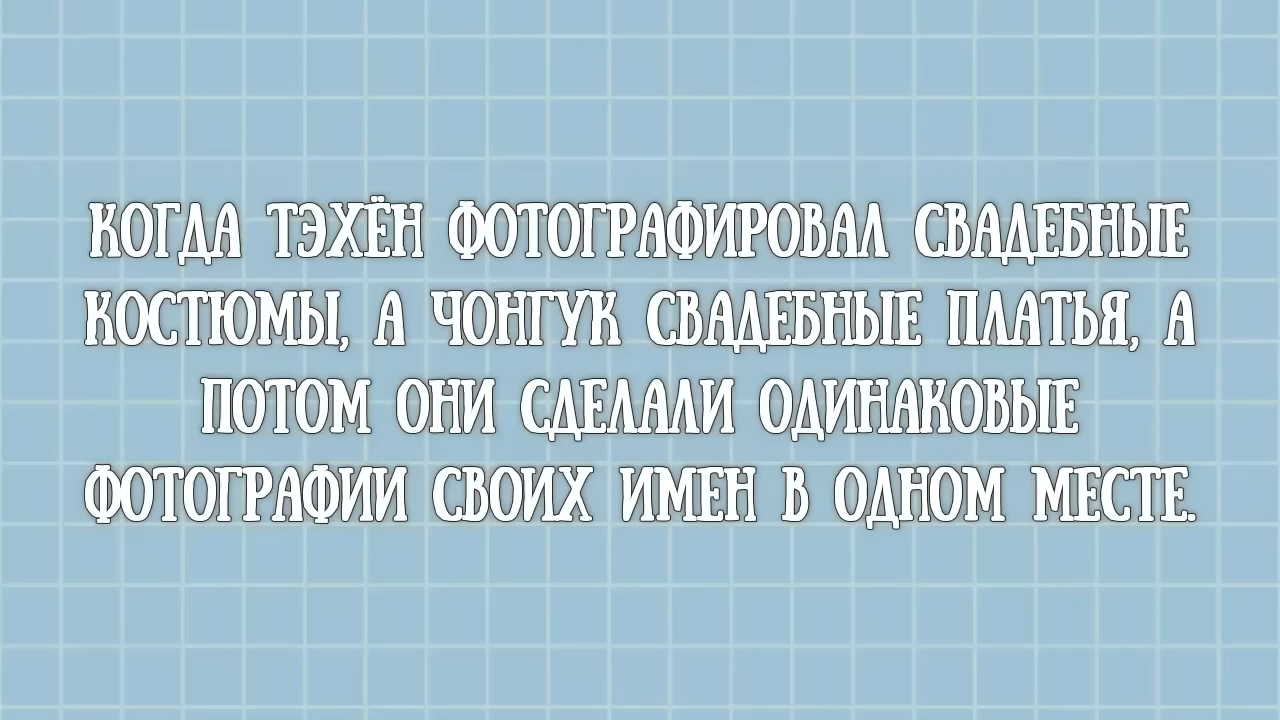 КОГДА ТЭХЁН ФОТОГРАФИРОВАЛ СВАДЕБНЫЕ
КОСТЮМЫ, А ЧОНГУК СВАДЕБНЫЕ ПЛАТЬЯ, А
ПОТОМ ОНИ СДЕЛАЛИ ОДИНАКОВЫЕ
ФОТОГРАФИИ СВОИХ ИМЕН В ОДНОМ МЕСТЕ.